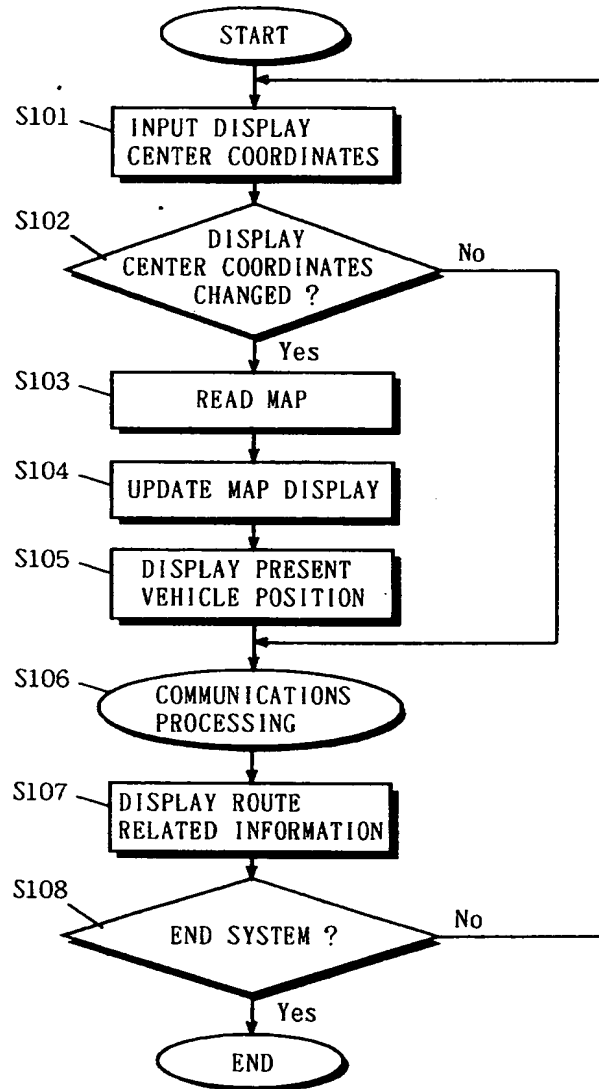 START
S101
INPUT DISPLAY
CENTER COORDINATES
S102
DISPLAY
CENTER COORDINATES
CHANGED ?
No
Yes
S103
READ MAP
S104
UPDATE MAP DISPLAY
S105
DISPLAY PRESENT
VEHICLE POSITION
S106
COMMUNICATIONS
PROCESSING
S107
DISPLAY ROUTE
RELATED INFORMATION
S108
END SYSTEM ?
No
Yes
END